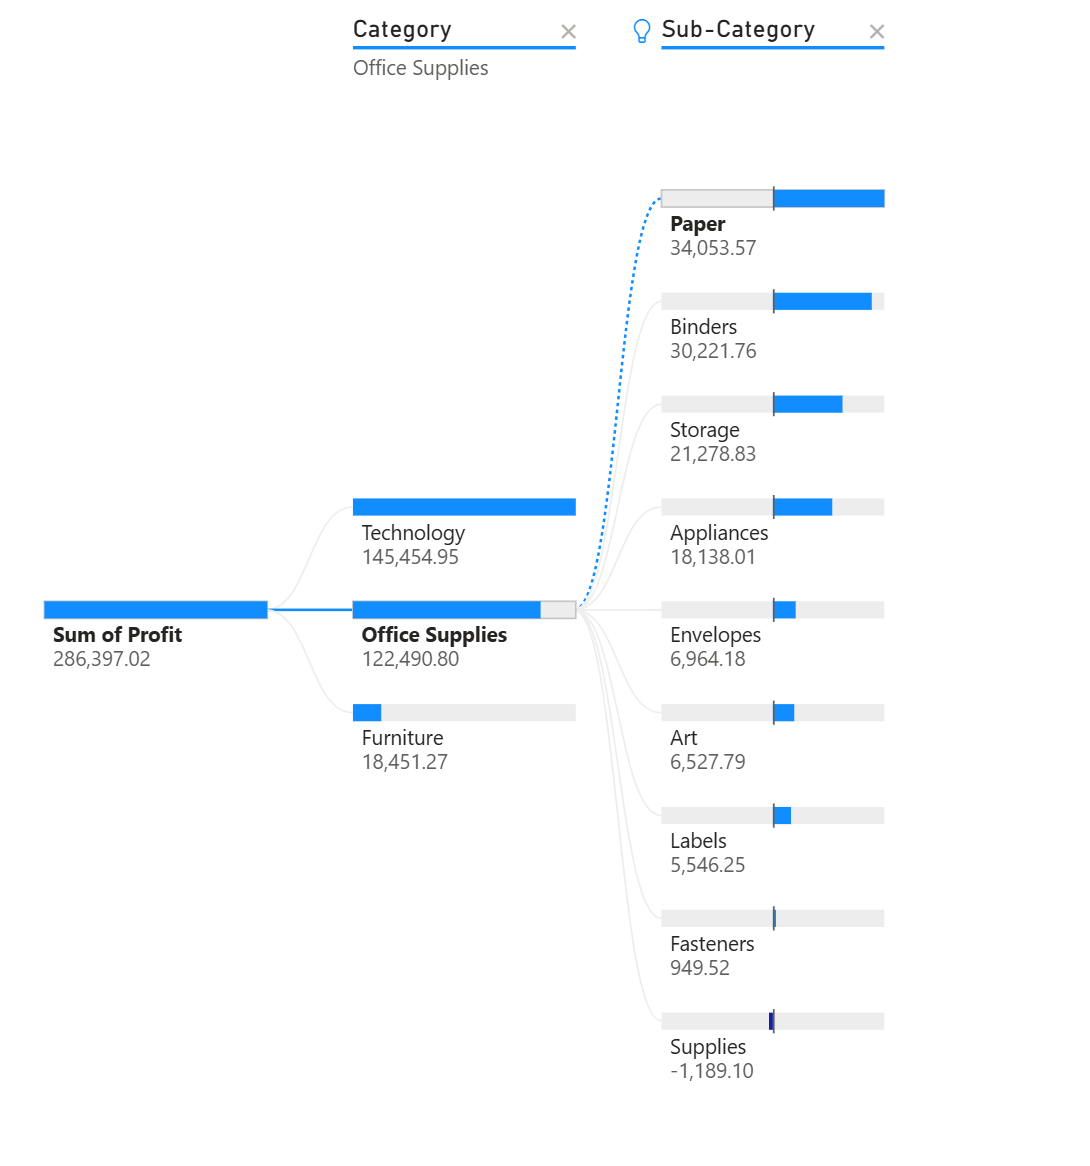 Category
Sub-Category
Office Supplies
Paper
34,053.57
Binders
30,221.76
Storage
21,278.83
Technology
145,454.95
Appliances
18,138.01
Sum of Profit
286,397.02
Office Supplies
122,490.80
Envelopes
6,964.18
Furniture
18,451.27
Art
6,527.79
Labels
5,546.25
Fasteners
949.52
Supplies
-1,189.10